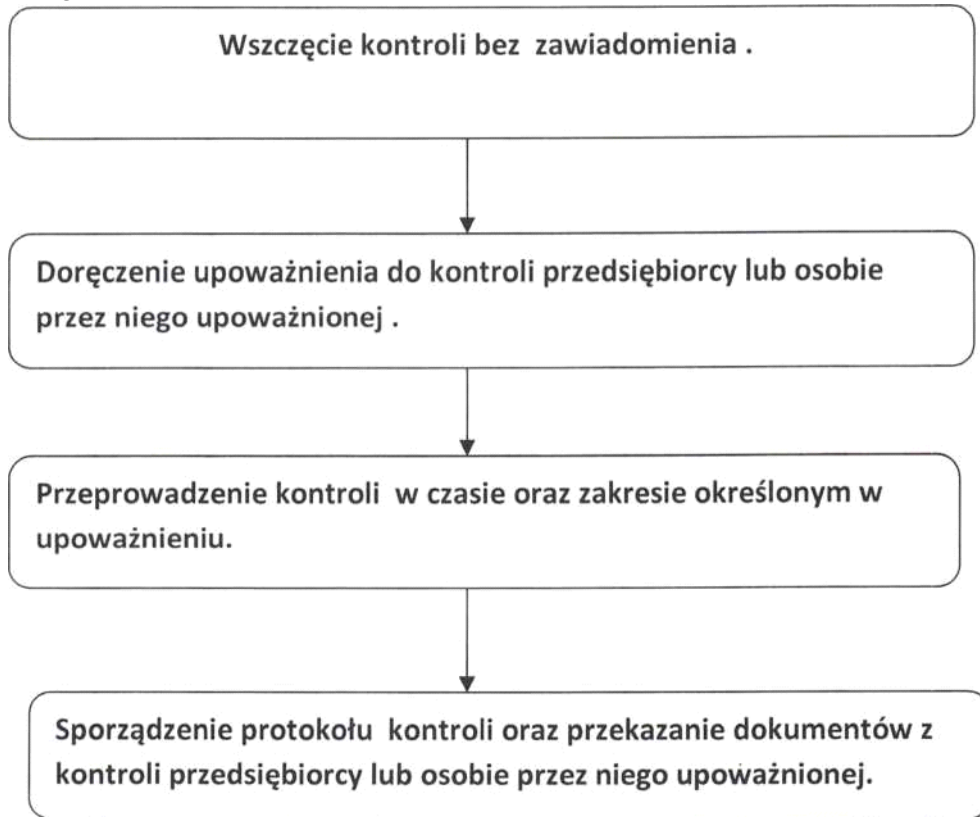 Wszczęcie kontroli bez zawiadomienia .
Doręczenie upoważnienia do kontroli przedsiębiorcy lub osobie
przez niego upoważnionej .
Przeprowadzenie kontroli w czasie oraz zakresie określonym w
upoważnieniu.
Sporządzenie protokołu kontroli oraz przekazanie dokumentów z
kontroli przedsiębiorcy lub osobie przez niego upoważnionej.